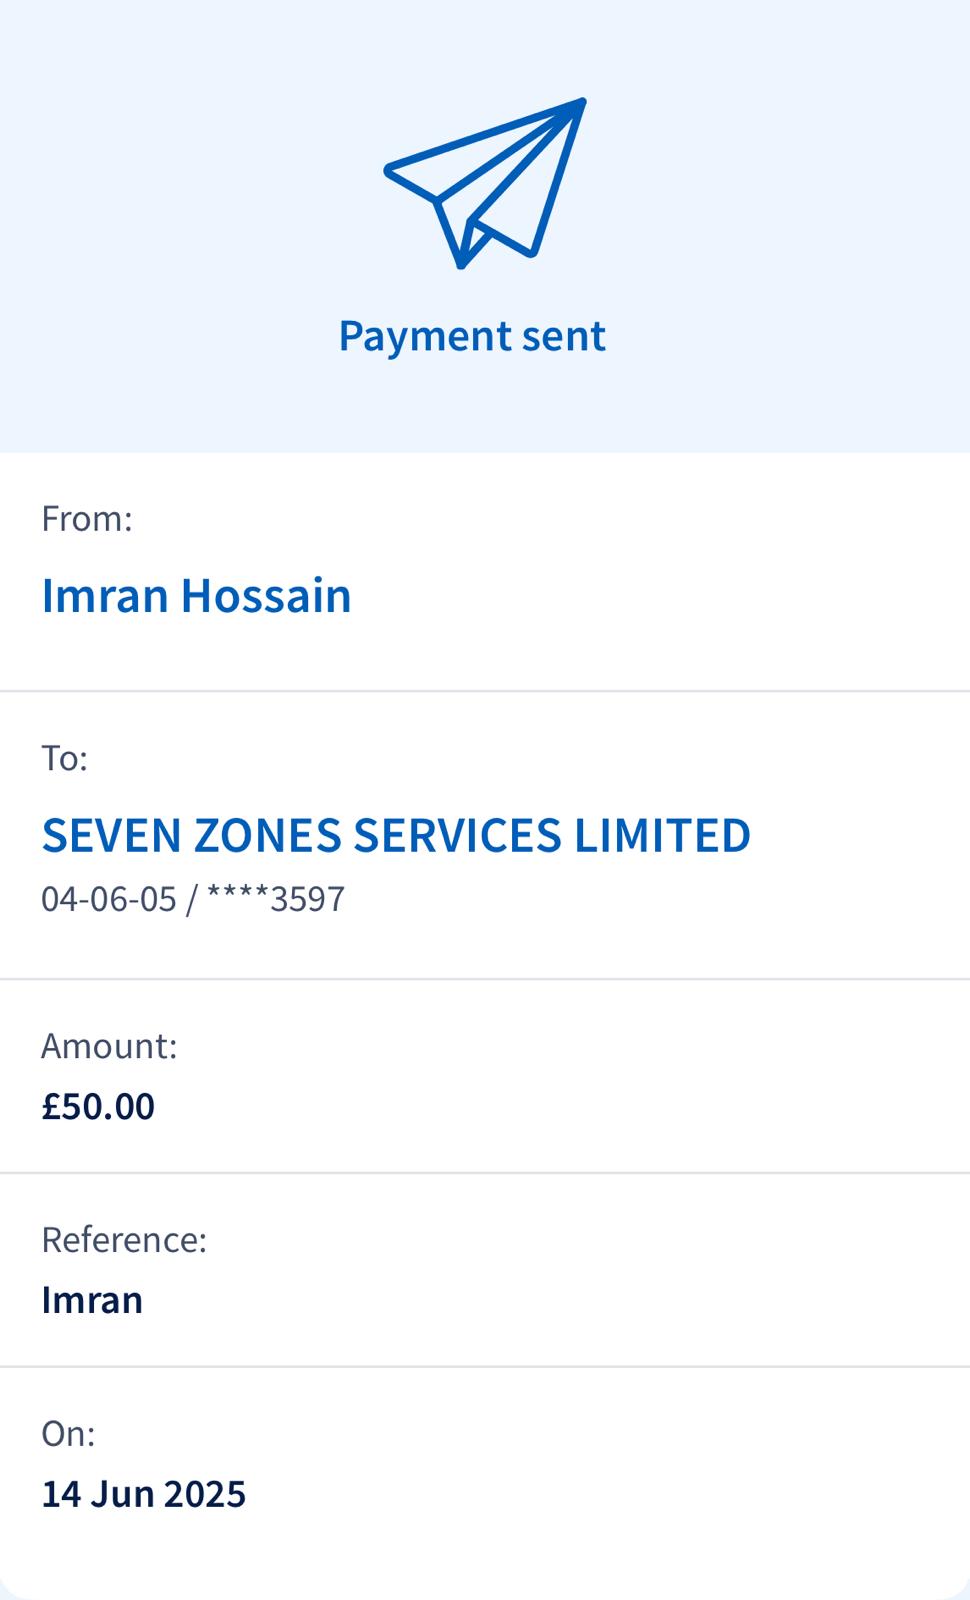 Payment sent
From:
Imran Hossain
To:
SEVEN ZONES SERVICES LIMITED
04-06-05 / ****3597
Amount:
£50.00
Reference:
Imran
On:
14 Jun 2025